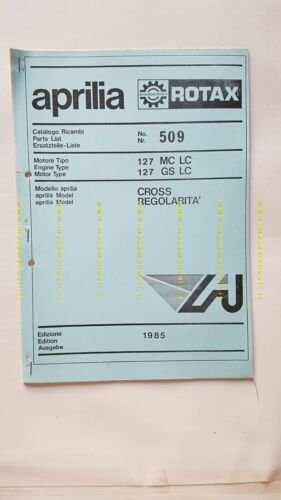 aprilia ROTAX
Catalogo Ricambi
Parts List
Ersatzteile-Liste
No.
Nr. 509
Motore Tipo
Engine Type
Motor Type
127 MC LC
127 GS LC
Modello aprilia
aprilia Model
aprilia Model
CROSS
REGOLARITA'
Edizione
Edition
Ausgabe
1985